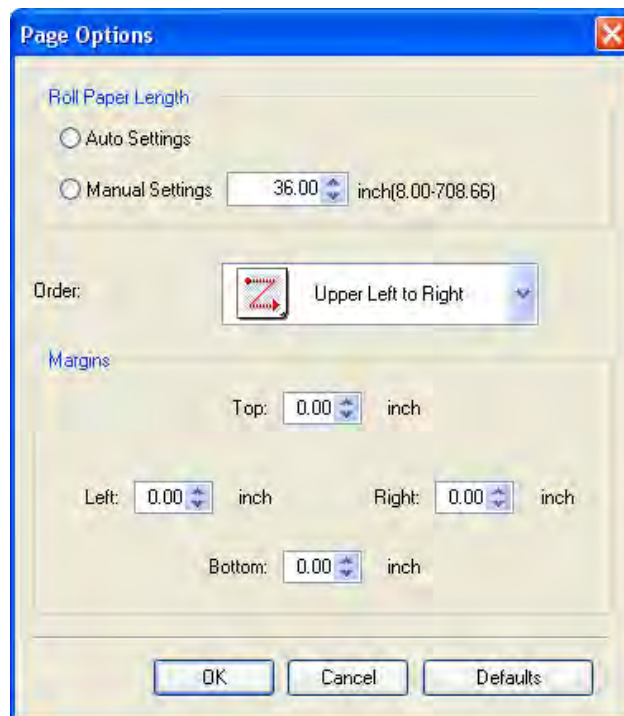 Page Options
Roll Paper Length
Auto Settings
Manual Settings 36.00 inch(8.00-708.66)
Order: Upper Left to Right
Margins
Top: 0.00 inch
Left: 0.00 inch Right: 0.00 inch
Bottom: 0.00 inch
OK Cancel Defaults